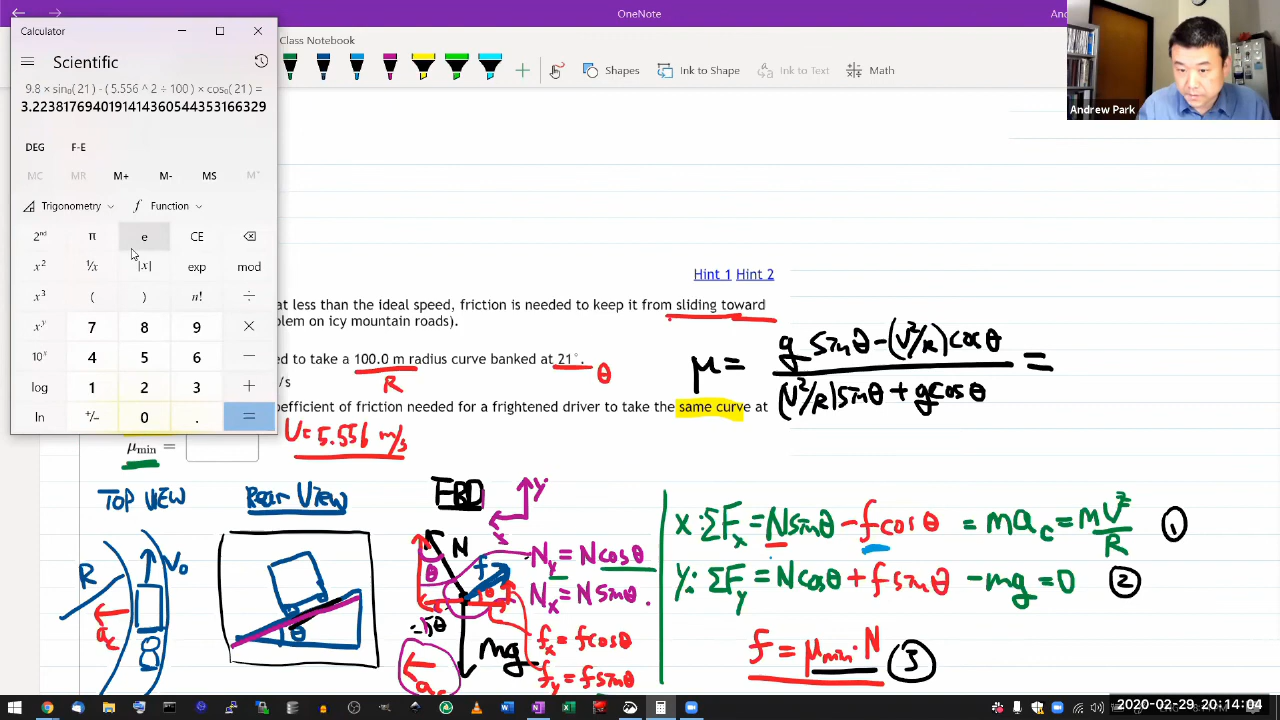 OneNote
Calculator
Class Notebook
Scientific
9.8 × sin₀( 21 ) - ( 5.556 ^ 2 ÷ 100 ) × cos₀( 21 ) =
3.2238176940191414360544353166329
Shapes
Ink to Shape
Ink to Text
Math
Andrew Park
DEG F-E
MC MR M+ M- MS M˅
Trigonometry
Function
2ⁿᵈ π e CE
x² ¹/x |x| exp mod
x³ ( ) n! ÷
xʸ 7 8 9 ×
10ˣ 4 5 6 −
log 1 2 3 +
ln +/− 0 . =
Hint 1 Hint 2
at less than the ideal speed, friction is needed to keep it from sliding toward
blem on icy mountain roads).
ed to take a 100.0 m radius curve banked at 21°.
R
θ
/s
oefficient of friction needed for a frightened driver to take the same curve at
μ = g sinθ - (V²/R) cosθ / (V²/R) sinθ + g cosθ =
μmin =
V = 5.556 m/s
TOP VIEW
Rear View
FBD
y
x
N
θ
f
θ
mg
ac
R
V₀
ac
θ
Ny = N cosθ
Nx = N sinθ.
fx = f cosθ
fy = f sinθ
x: ΣFx = N sinθ - f cosθ = mac = mV²/R ①
y: ΣFy = N cosθ + f sinθ - mg = 0 ②
f = μmin · N ③
2020-02-29 20:14:04